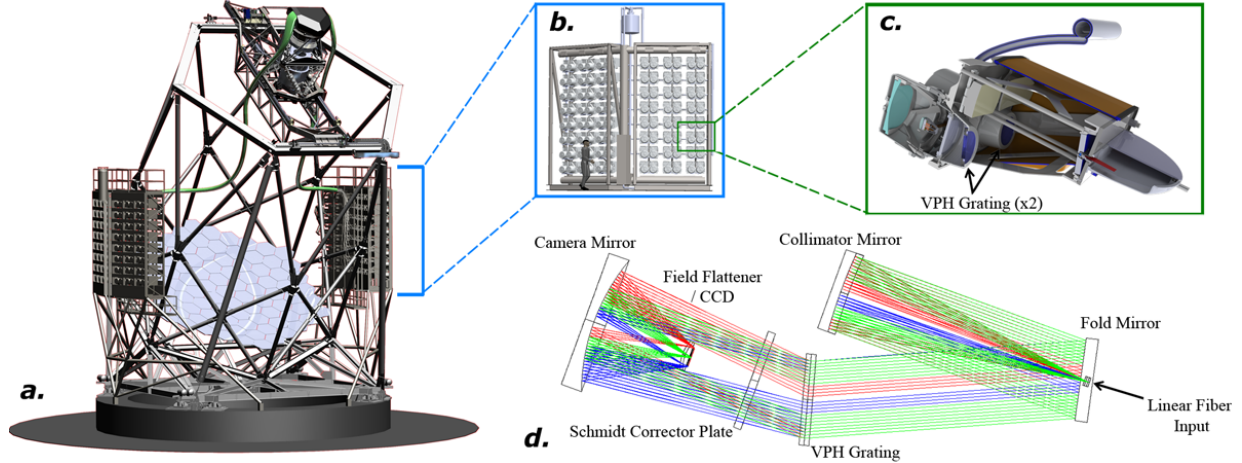 b.
c.
VPH Grating (x2)
Camera Mirror
Field Flattener
/ CCD
Collimator Mirror
Fold Mirror
a.
Linear Fiber
Input
Schmidt Corrector Plate
d.
VPH Grating